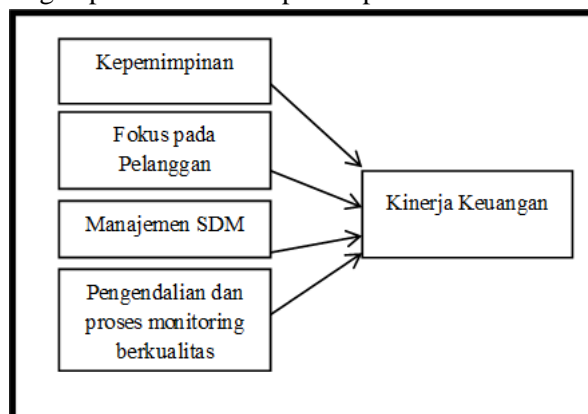 Kepemimpinan
Fokus pada
Pelanggan
Manajemen SDM
Pengendalian dan
proses monitoring
berkualitas
Kinerja Keuangan